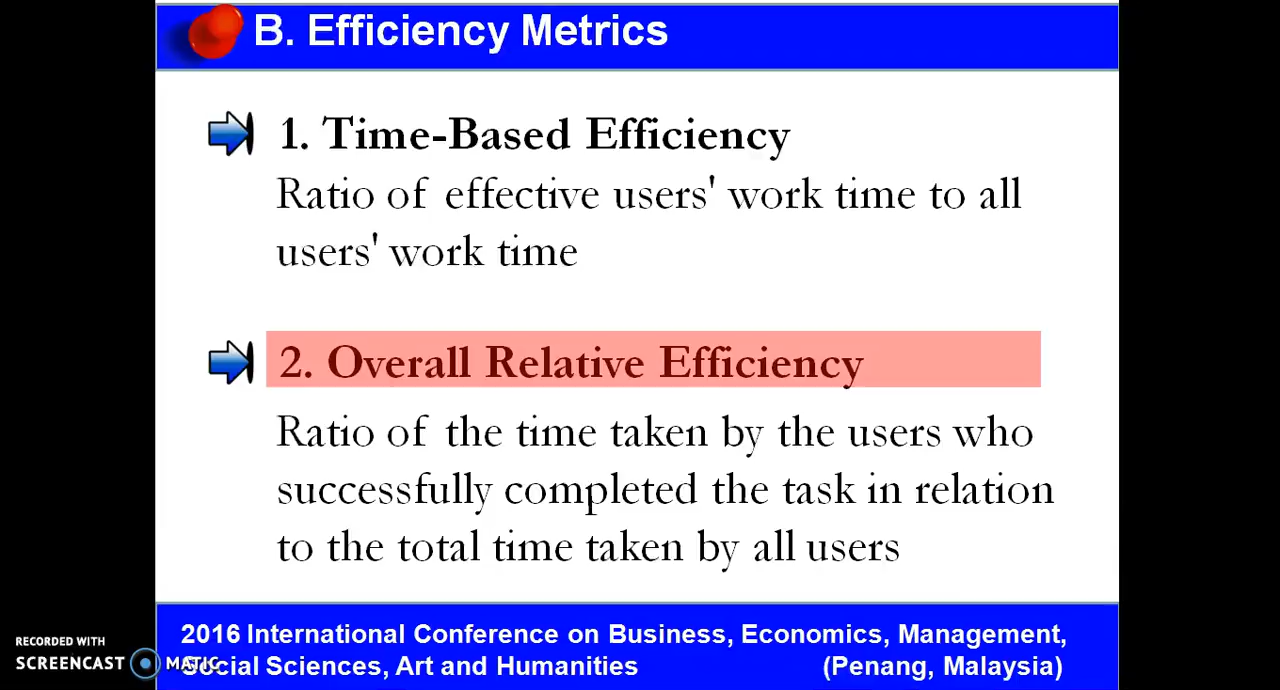 B. Efficiency Metrics
1. Time-Based Efficiency
Ratio of effective users' work time to all
users' work time
2. Overall Relative Efficiency
Ratio of the time taken by the users who
successfully completed the task in relation
to the total time taken by all users
2016 International Conference on Business, Economics, Management,
Social Sciences, Art and Humanities (Penang, Malaysia)
RECORDED WITH
SCREENCAST MATIC